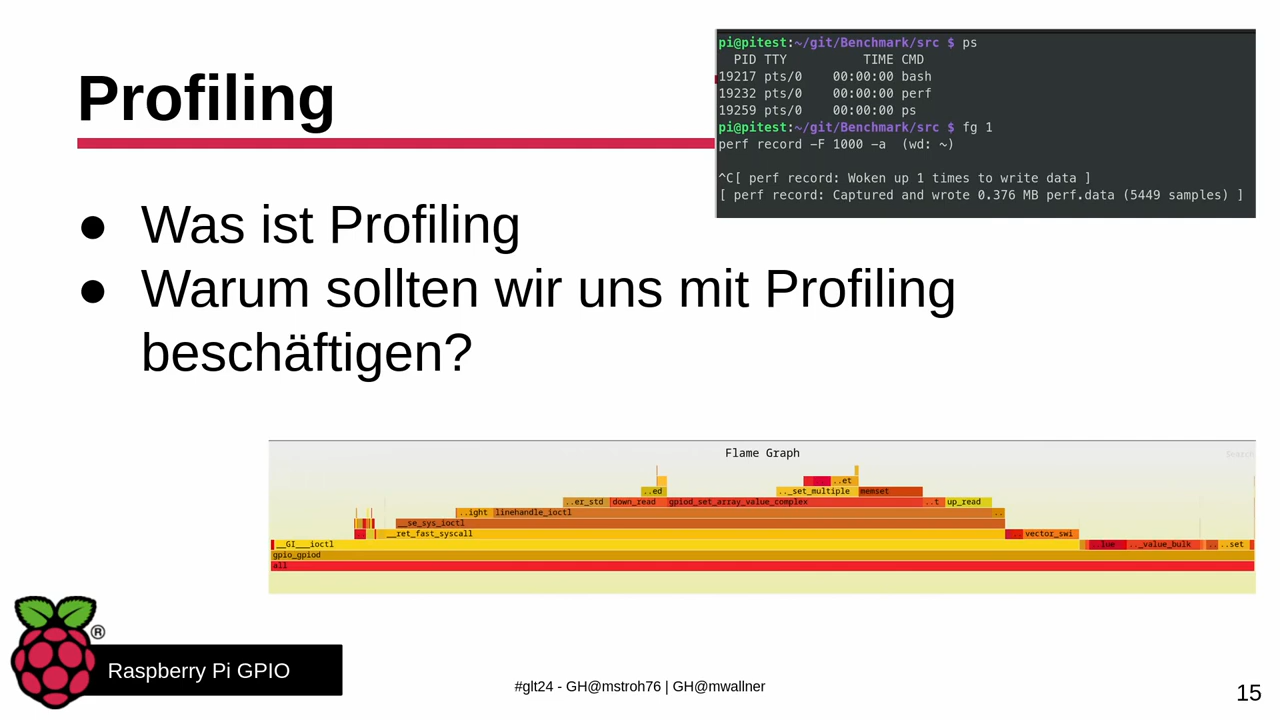 Profiling
pi@pitest:~/git/Benchmark/src $ ps
PID TTY TIME CMD
19217 pts/0 00:00:00 bash
19232 pts/0 00:00:00 perf
19259 pts/0 00:00:00 ps
pi@pitest:~/git/Benchmark/src $ fg 1
perf record -F 1000 -a (wd: ~)
^C[ perf record: Woken up 1 times to write data ]
[ perf record: Captured and wrote 0.376 MB perf.data (5449 samples) ]
● Was ist Profiling
● Warum sollten wir uns mit Profiling
beschäftigen?
Flame Graph
Search
..et
..ed .._set_multiple memset
..er_std down_read gpiod_set_array_value_complex ..t up_read
..ight linehandle_ioctl ..
__se_sys_ioctl
__ret_fast_syscall .. vector_swi
__GI___ioctl ..lue .._value_bulk .. ..set
gpio_gpiod
all
®
Raspberry Pi GPIO
#glt24 - GH@mstroh76 | GH@mwallner
15